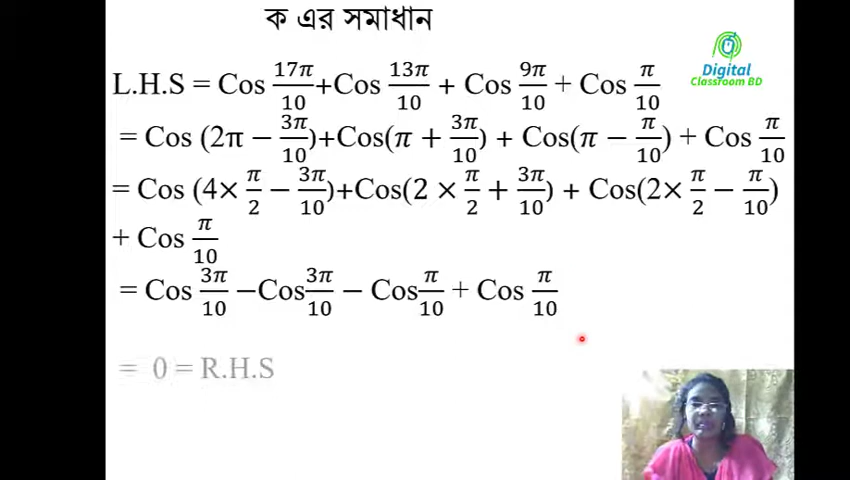 ক এর সমাধান
Digital
Classroom BD
L.H.S = Cos 17π/10 +Cos 13π/10 + Cos 9π/10 + Cos π/10
= Cos (2π − 3π/10)+Cos(π + 3π/10) + Cos(π − π/10) + Cos π/10
= Cos (4× π/2 − 3π/10)+Cos(2 × π/2 + 3π/10) + Cos(2× π/2 − π/10)
+ Cos π/10
= Cos 3π/10 −Cos 3π/10 − Cos π/10 + Cos π/10
= 0 = R.H.S